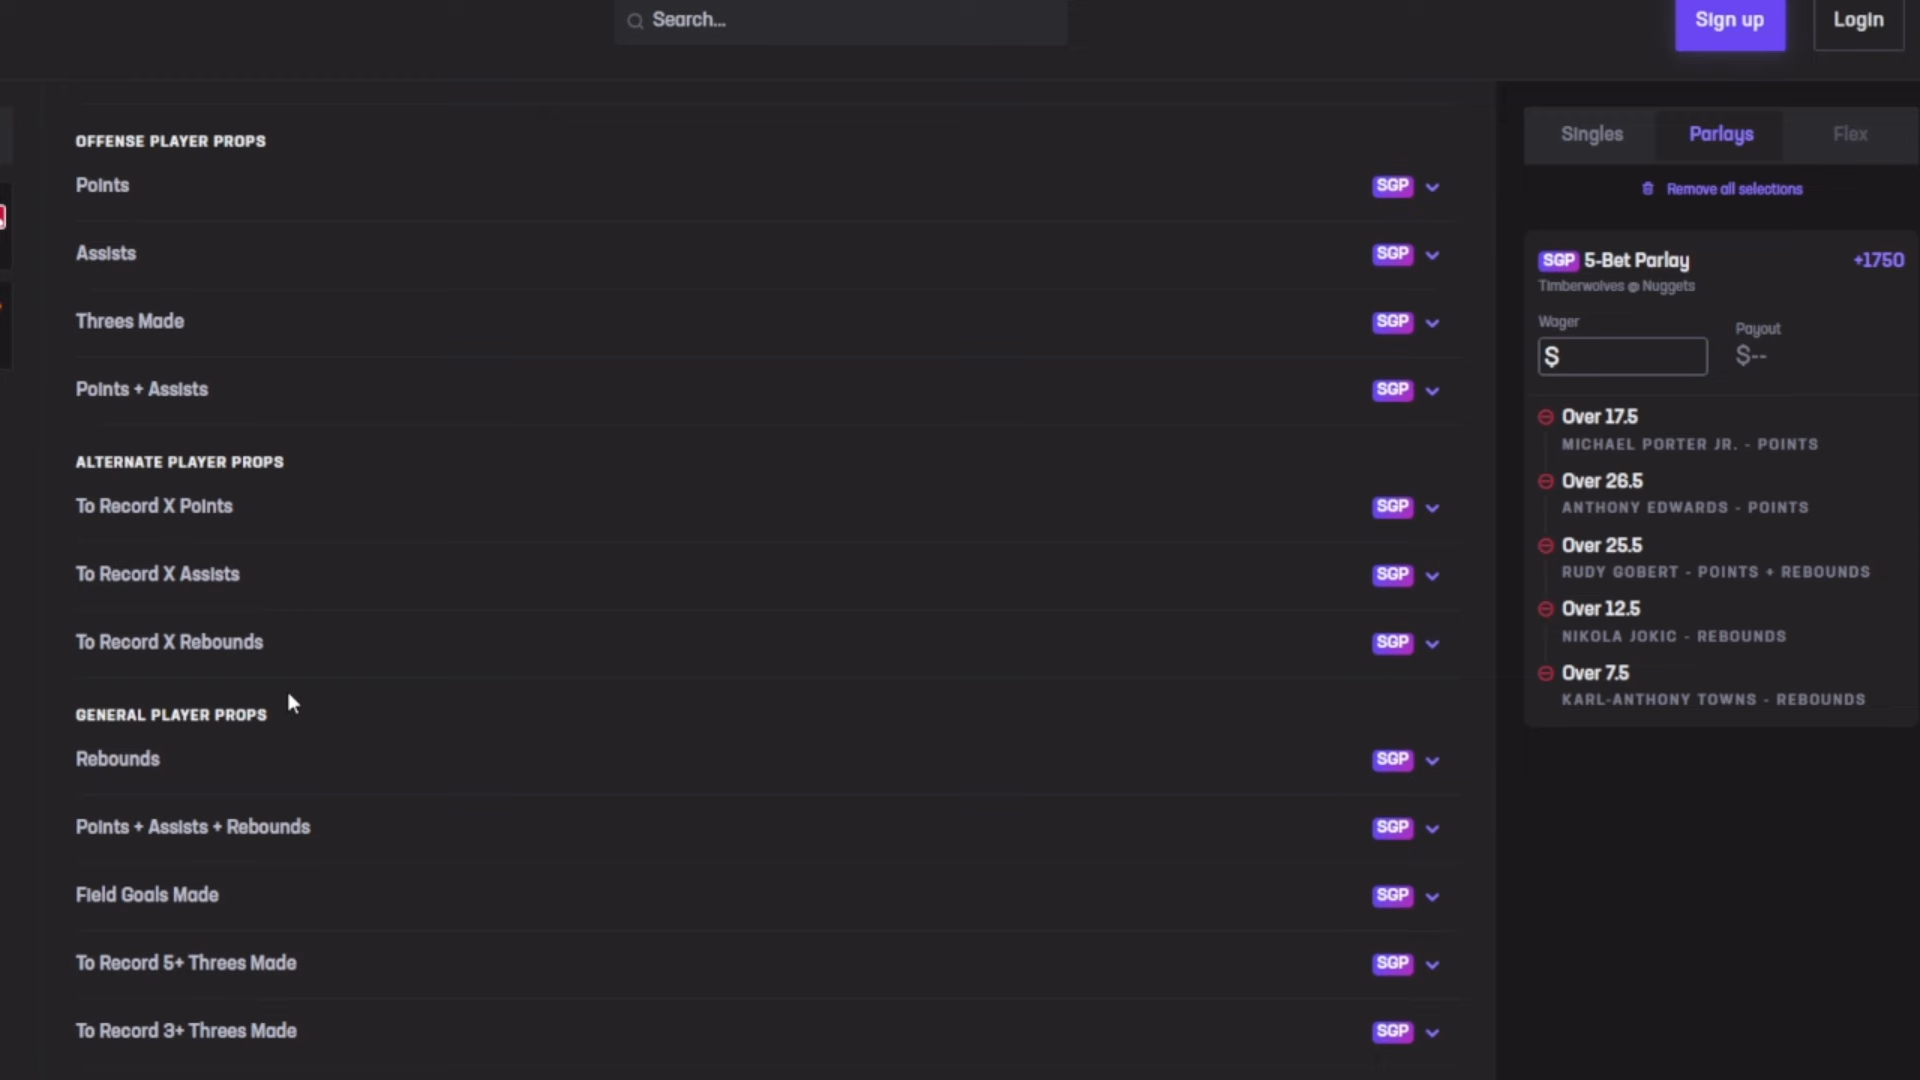 Search...
Sign up
Login
OFFENSE PLAYER PROPS
Points
SGP
Assists
SGP
Threes Made
SGP
Points + Assists
SGP
ALTERNATE PLAYER PROPS
To Record X Points
SGP
To Record X Assists
SGP
To Record X Rebounds
SGP
GENERAL PLAYER PROPS
Rebounds
SGP
Points + Assists + Rebounds
SGP
Field Goals Made
SGP
To Record 5+ Threes Made
SGP
To Record 3+ Threes Made
SGP
Singles
Parlays
Flex
Remove all selections
SGP 5-Bet Parlay +1750
Timberwolves @ Nuggets
Wager
Payout
$
$--
Over 17.5
MICHAEL PORTER JR. - POINTS
Over 26.5
ANTHONY EDWARDS - POINTS
Over 25.5
RUDY GOBERT - POINTS + REBOUNDS
Over 12.5
NIKOLA JOKIC - REBOUNDS
Over 7.5
KARL-ANTHONY TOWNS - REBOUNDS